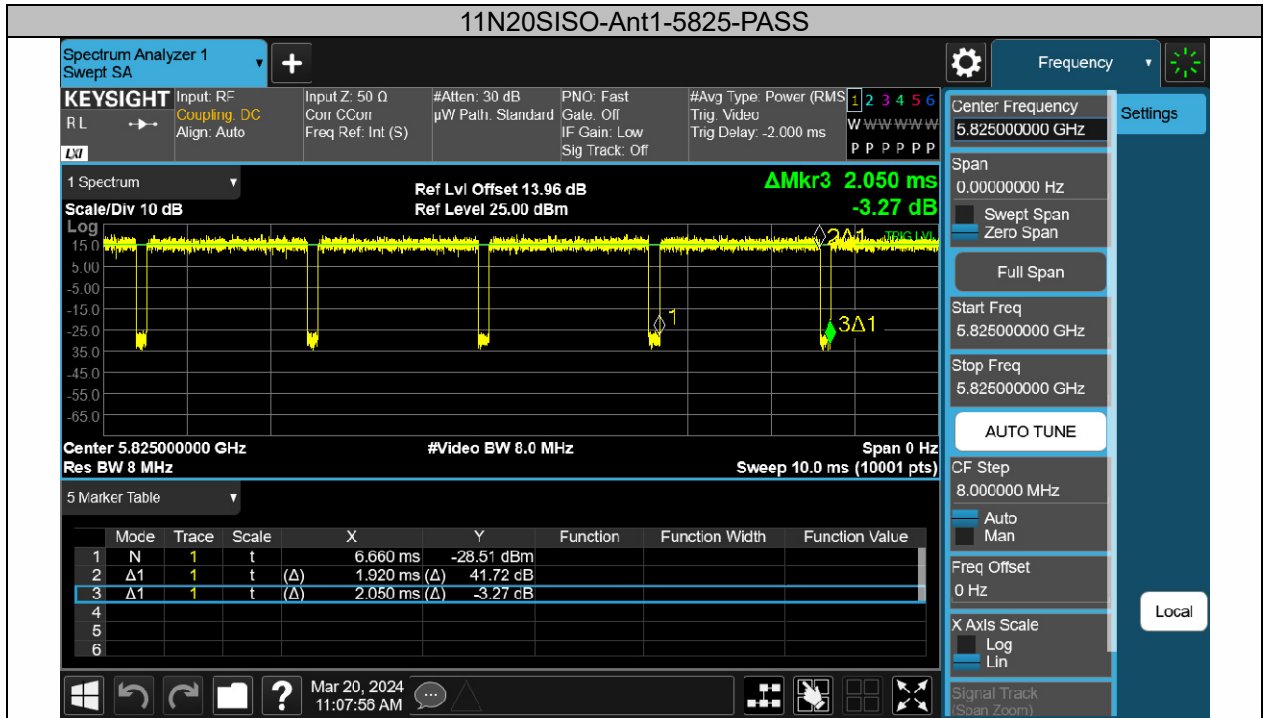 11N20SISO-Ant1-5825-PASS
Spectrum Analyzer 1
Swept SA
Frequency
KEYSIGHT
RL
LXI
Input: RF
Coupling: DC
Align: Auto
Input Z: 50 Ω
Corr CCorr
Freq Ref: Int (S)
#Atten: 30 dB
µW Path: Standard
PNO: Fast
Gate: Off
IF Gain: Low
Sig Track: Off
#Avg Type: Power (RMS
Trig: Video
Trig Delay: -2.000 ms
1 2 3 4 5 6
W W W W W W
P P P P P P
Center Frequency
5.825000000 GHz
Settings
Span
0.00000000 Hz
Swept Span
Zero Span
Full Span
Start Freq
5.825000000 GHz
Stop Freq
5.825000000 GHz
AUTO TUNE
CF Step
8.000000 MHz
Auto
Man
Freq Offset
0 Hz
X Axis Scale
Log
Lin
Signal Track
(Span Zoom)
Local
1 Spectrum
Scale/Div 10 dB
Ref Lvl Offset 13.96 dB
Ref Level 25.00 dBm
ΔMkr3 2.050 ms
-3.27 dB
Log
15.0
5.00
-5.00
-15.0
-25.0
-35.0
-45.0
-55.0
-65.0
2Δ1
TRIG LVL
1
3Δ1
Center 5.825000000 GHz
#Video BW 8.0 MHz
Span 0 Hz
Res BW 8 MHz
Sweep 10.0 ms (10001 pts)
5 Marker Table
Mode Trace Scale X Y Function Function Width Function Value
1 N 1 t 6.660 ms -28.51 dBm
2 Δ1 1 t (Δ) 1.920 ms (Δ) 41.72 dB
3 Δ1 1 t (Δ) 2.050 ms (Δ) -3.27 dB
4
5
6
?
Mar 20, 2024
11:07:56 AM